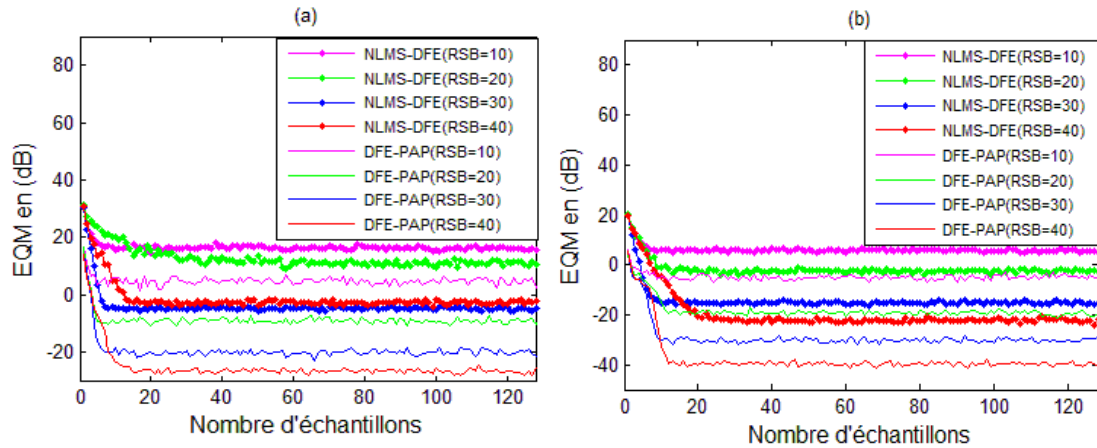 (a)
EQM en (dB)
80
60
40
20
0
-20
0 20 40 60 80 100 120
Nombre d'échantillons
NLMS-DFE(RSB=10)
NLMS-DFE(RSB=20)
NLMS-DFE(RSB=30)
NLMS-DFE(RSB=40)
DFE-PAP(RSB=10)
DFE-PAP(RSB=20)
DFE-PAP(RSB=30)
DFE-PAP(RSB=40)
(b)
EQM en (dB)
80
60
40
20
0
-20
-40
0 20 40 60 80 100 120
Nombre d'échantillons
NLMS-DFE(RSB=10)
NLMS-DFE(RSB=20)
NLMS-DFE(RSB=30)
NLMS-DFE(RSB=40)
DFE-PAP(RSB=10)
DFE-PAP(RSB=20)
DFE-PAP(RSB=30)
DFE-PAP(RSB=40)